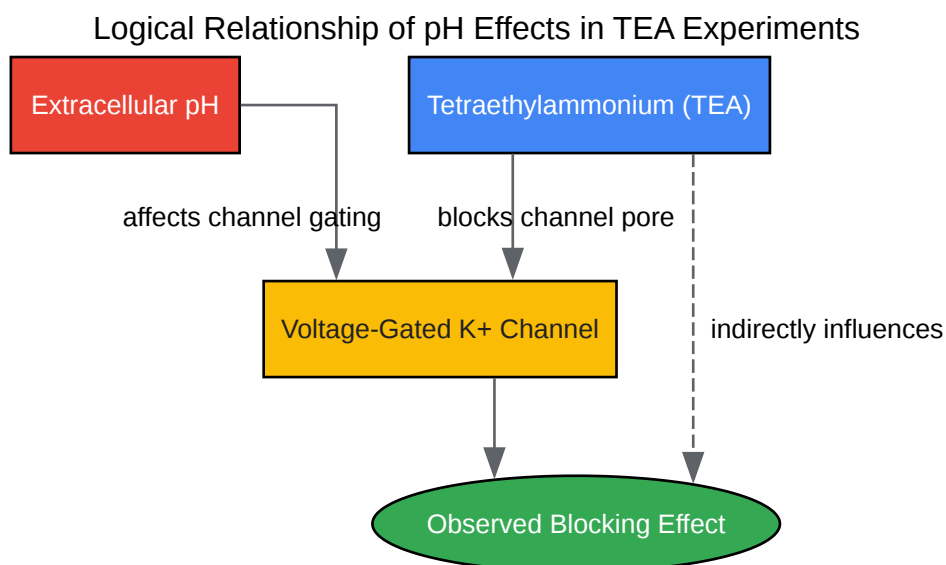 Logical Relationship of pH Effects in TEA Experiments
Extracellular pH
Tetraethylammonium (TEA)
affects channel gating
blocks channel pore
Voltage-Gated K+ Channel
indirectly influences
Observed Blocking Effect